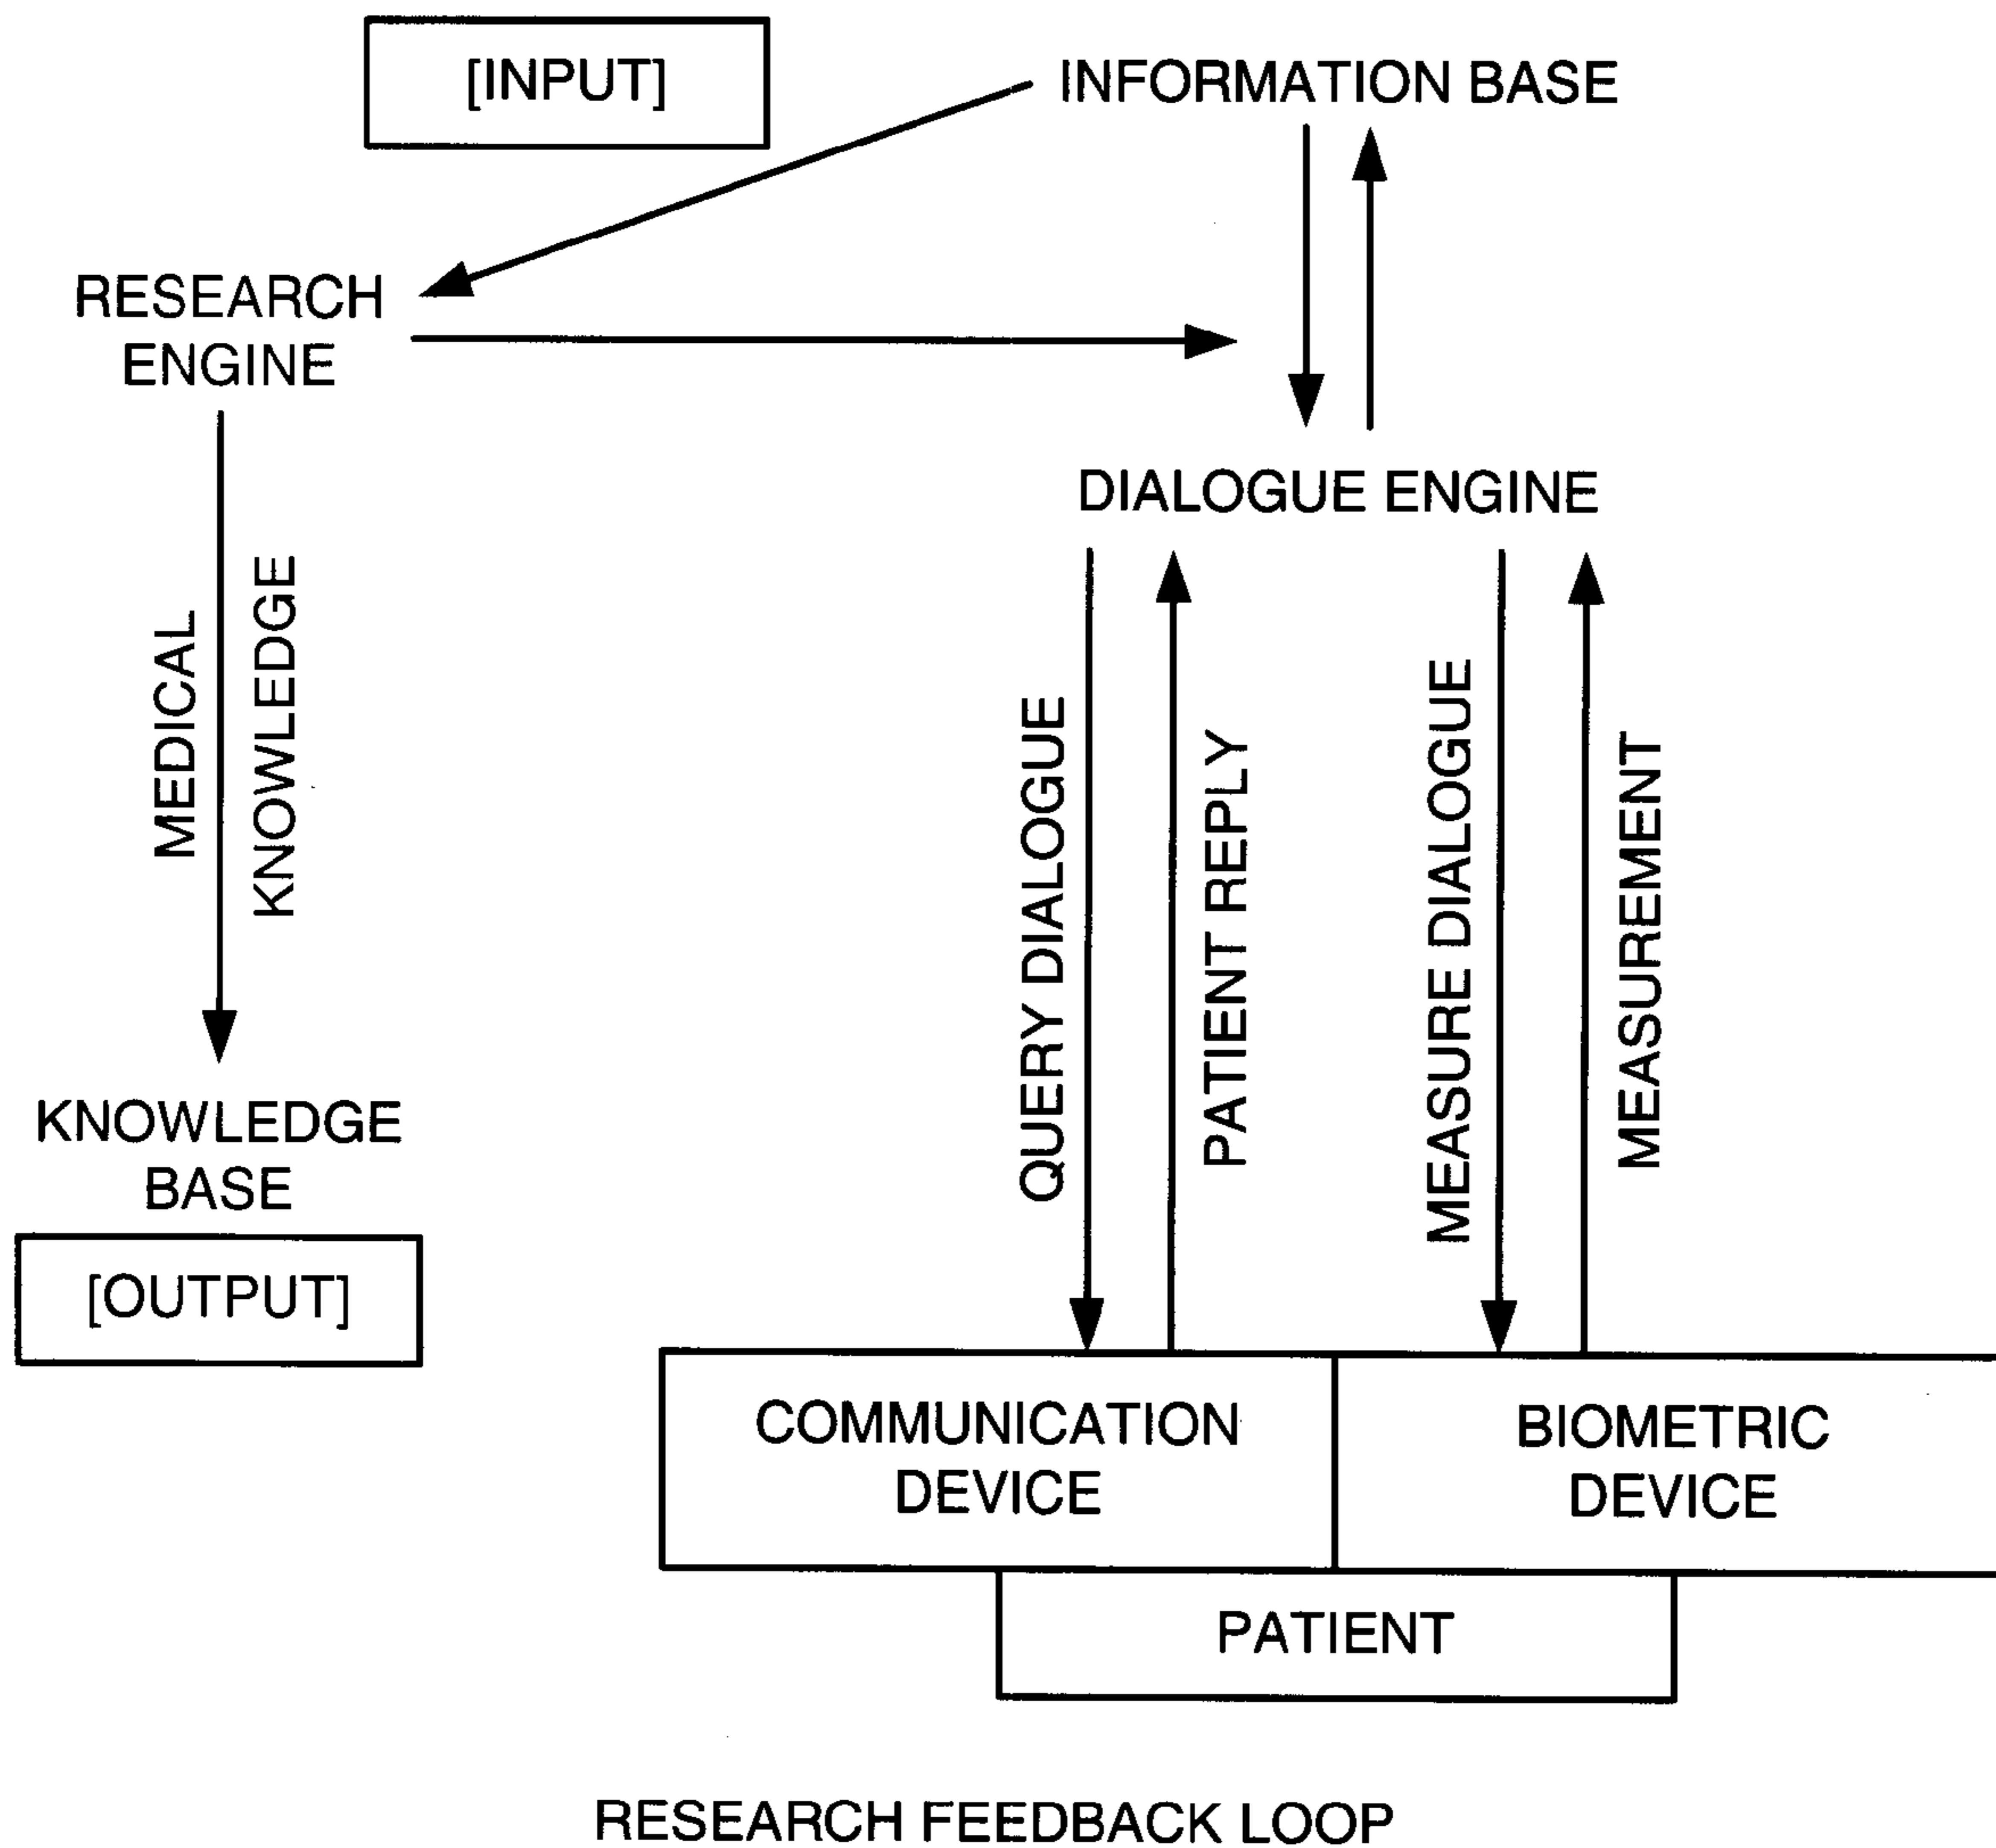 [INPUT]
INFORMATION BASE
RESEARCH
ENGINE
DIALOGUE ENGINE
MEDICAL
KNOWLEDGE
QUERY DIALOGUE
PATIENT REPLY
MEASURE DIALOGUE
MEASUREMENT
KNOWLEDGE
BASE
[OUTPUT]
COMMUNICATION
DEVICE
BIOMETRIC
DEVICE
PATIENT
RESEARCH FEEDBACK LOOP